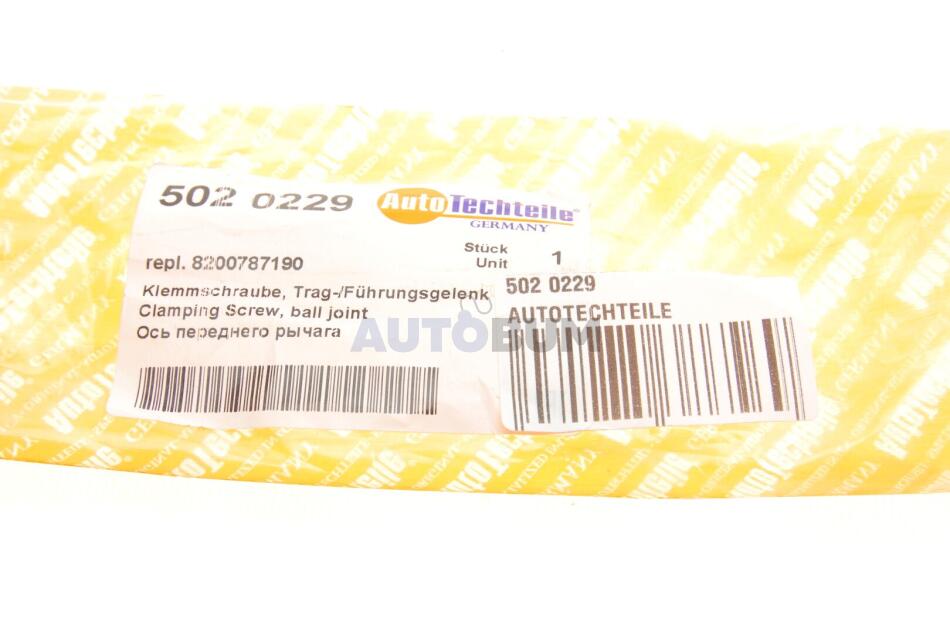 502 0229
AutoTechteile®
GERMANY
Stück
Unit 1
repl. 8200787190
Klemmschraube, Trag-/Führungsgelenk
Clamping Screw, ball joint
Ось переднего рычага
502 0229
AUTOTECHTEILE
AUTOBUM